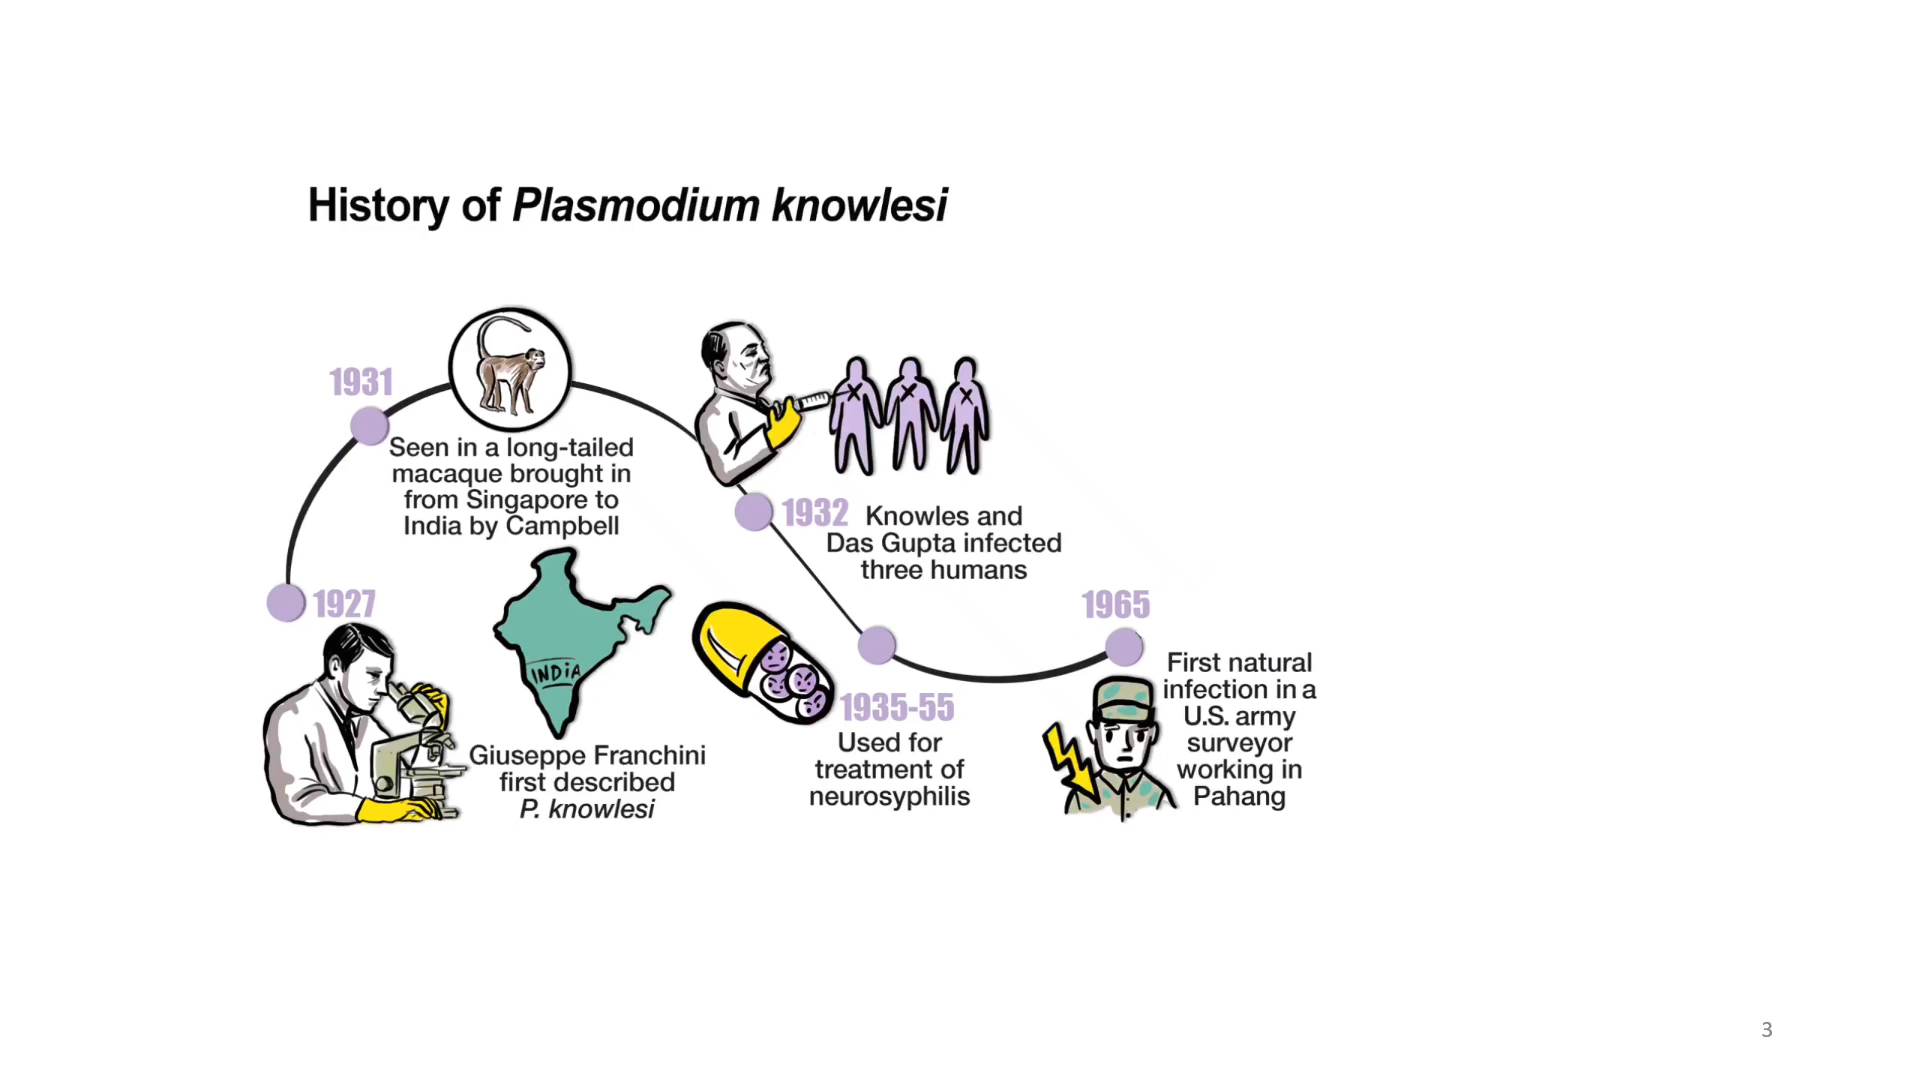 History of Plasmodium knowlesi
1927
Giuseppe Franchini
first described
P. knowlesi
1931
Seen in a long-tailed
macaque brought in
from Singapore to
India by Campbell
INDiA
1932
Knowles and
Das Gupta infected
three humans
1935-55
Used for
treatment of
neurosyphilis
1965
First natural
infection in a
U.S. army
surveyor
working in
Pahang
3